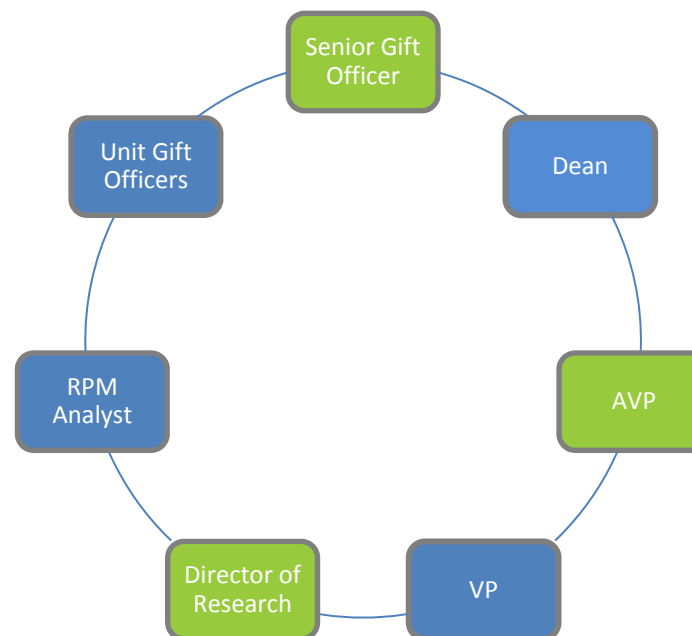 Senior Gift
Officer
Dean
AVP
VP
Director of
Research
RPM
Analyst
Unit Gift
Officers